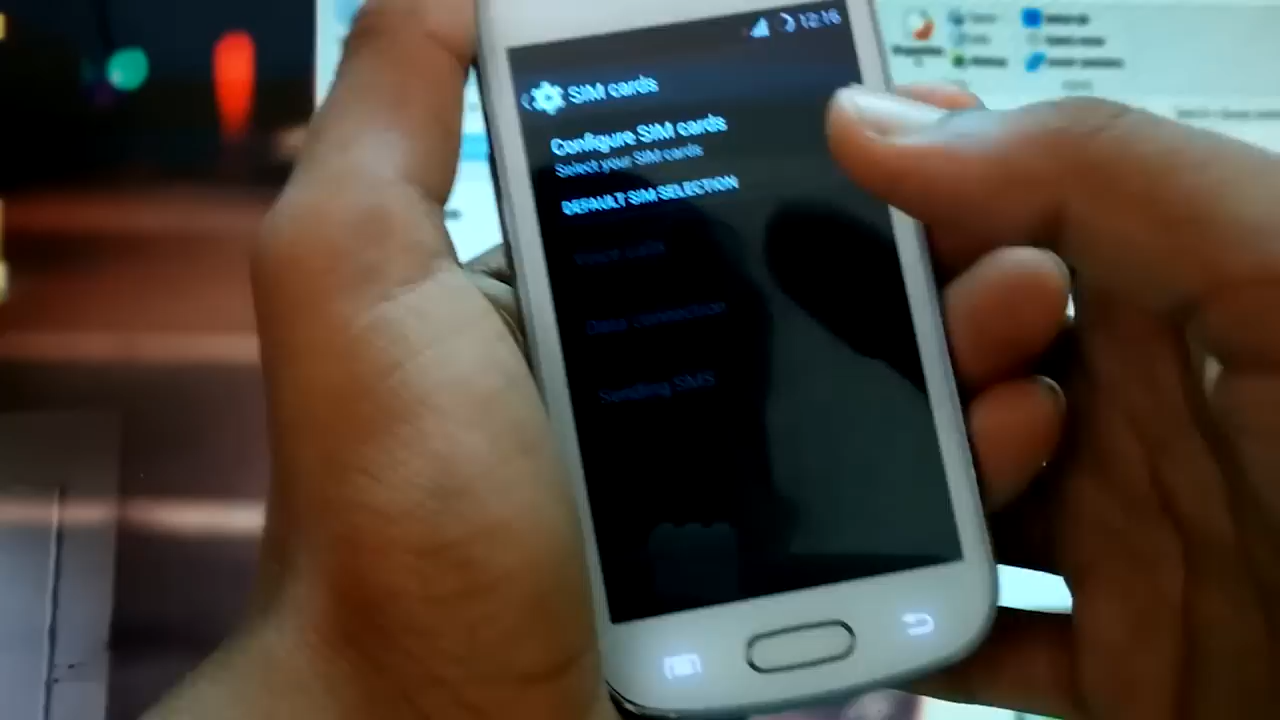 12:16
SIM cards
Configure SIM cards
Select your SIM cards
DEFAULT SIM SELECTION
Voice calls
Data connection
Sending SMS